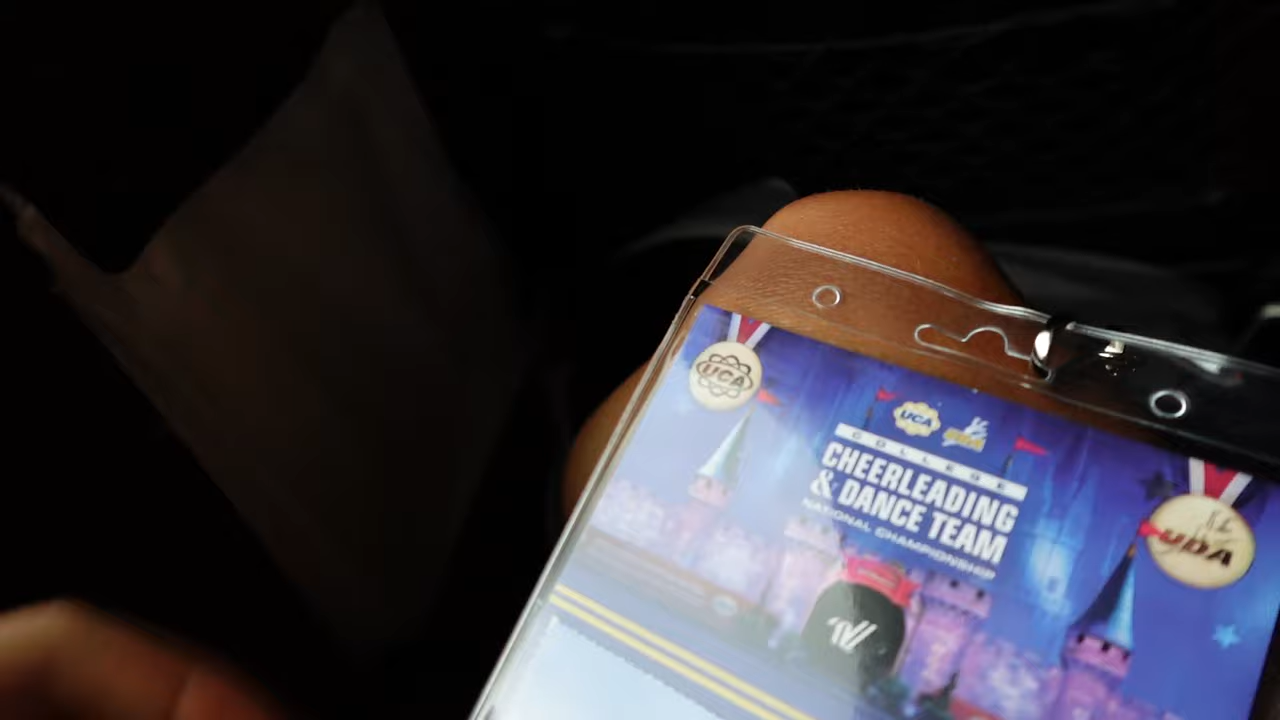 UCA
UCA
UDA
COLLEGE
CHEERLEADING
& DANCE TEAM
NATIONAL CHAMPIONSHIP
UDA